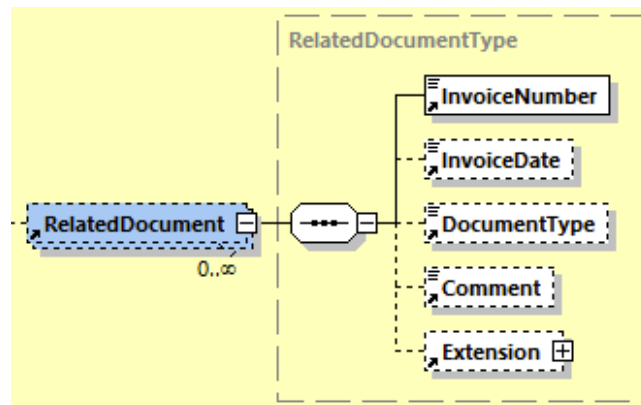 RelatedDocumentType
InvoiceNumber
InvoiceDate
RelatedDocument
0..∞
DocumentType
Comment
Extension